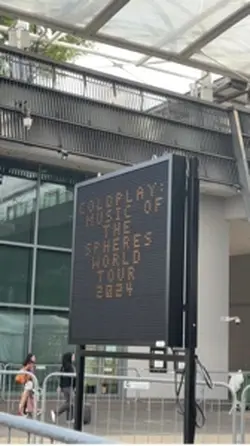 COLDPLAY:
MUSIC OF
THE
SPHERES
WORLD
TOUR
2024